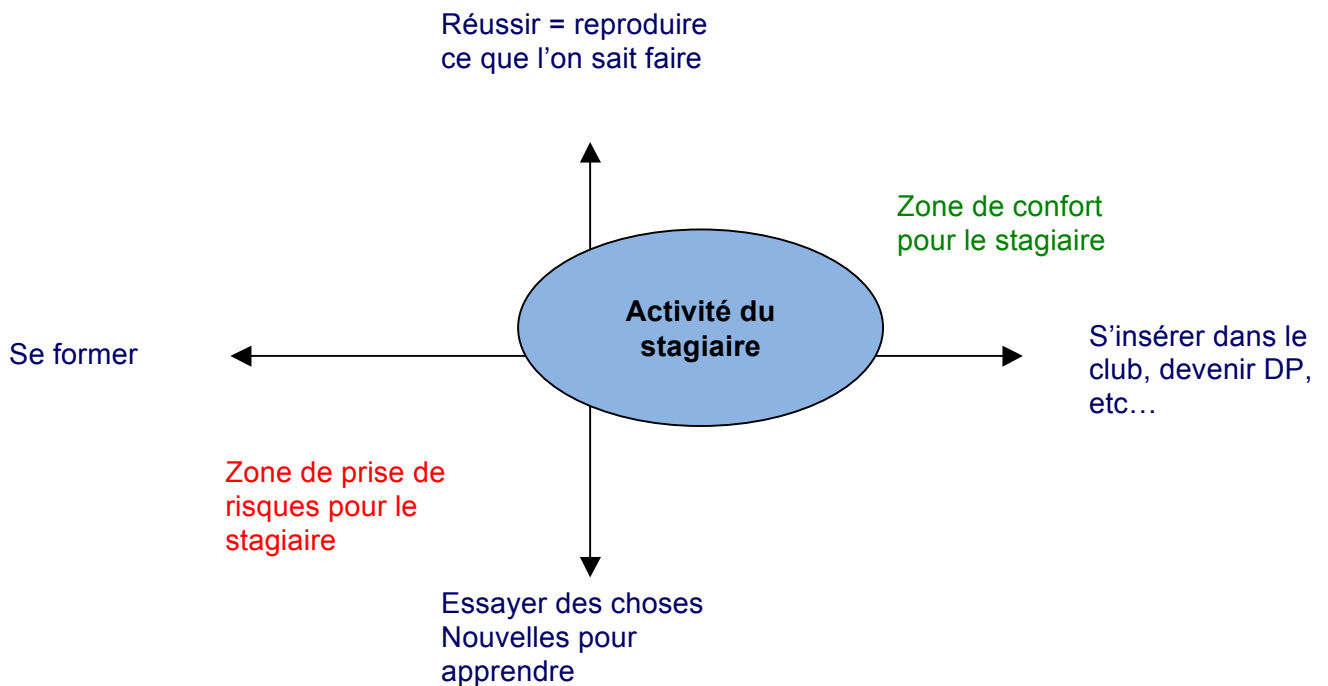 Réussir = reproduire
ce que l’on sait faire
Zone de confort
pour le stagiaire
Activité du
stagiaire
Se former
S’insérer dans le
club, devenir DP,
etc…
Zone de prise de
risques pour le
stagiaire
Essayer des choses
Nouvelles pour
apprendre